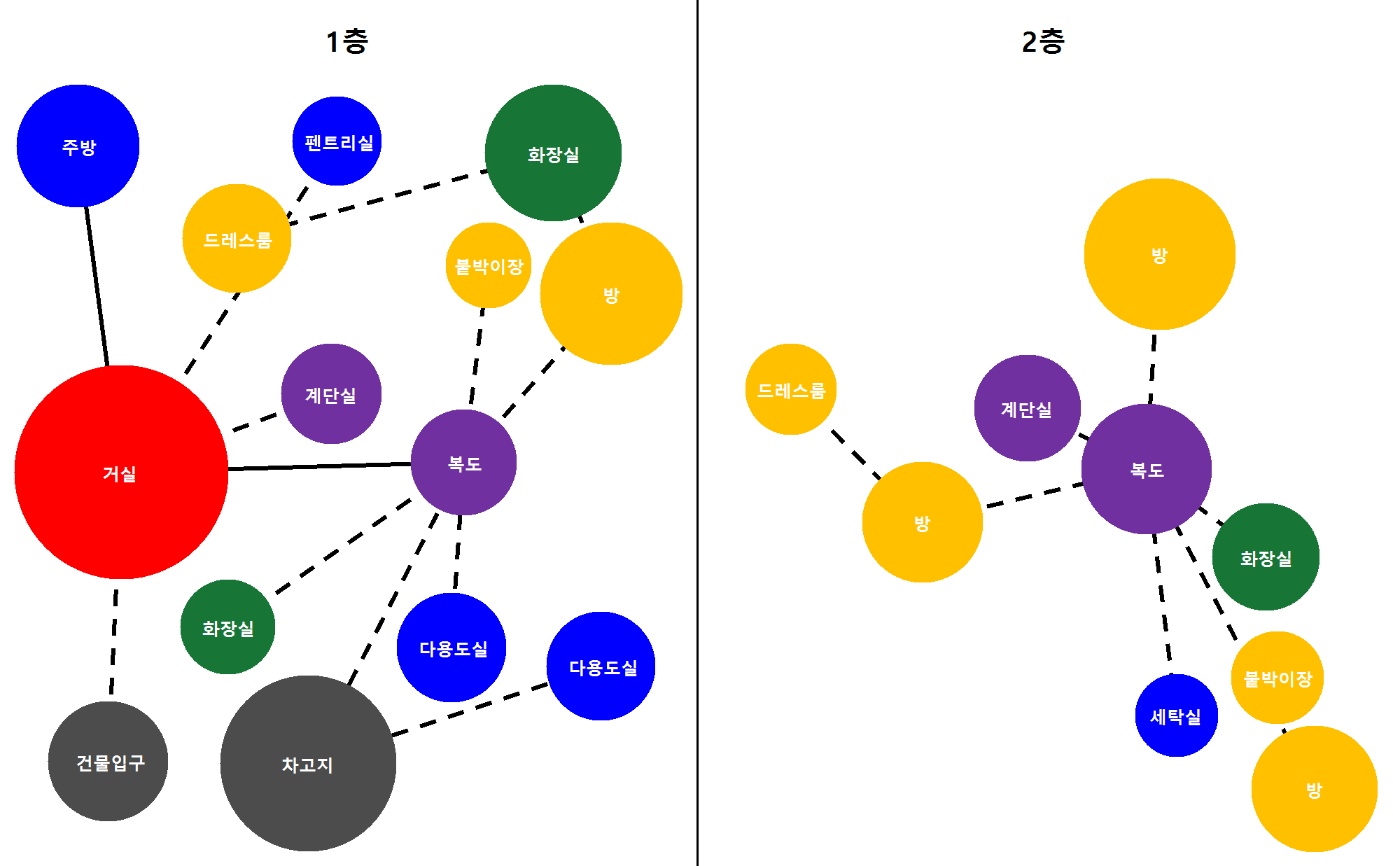 1층
주방
펜트리실
화장실
드레스룸
붙박이장
방
계단실
거실
복도
화장실
다용도실
다용도실
건물입구
차고지
2층
방
드레스룸
계단실
복도
방
화장실
붙박이장
세탁실
방